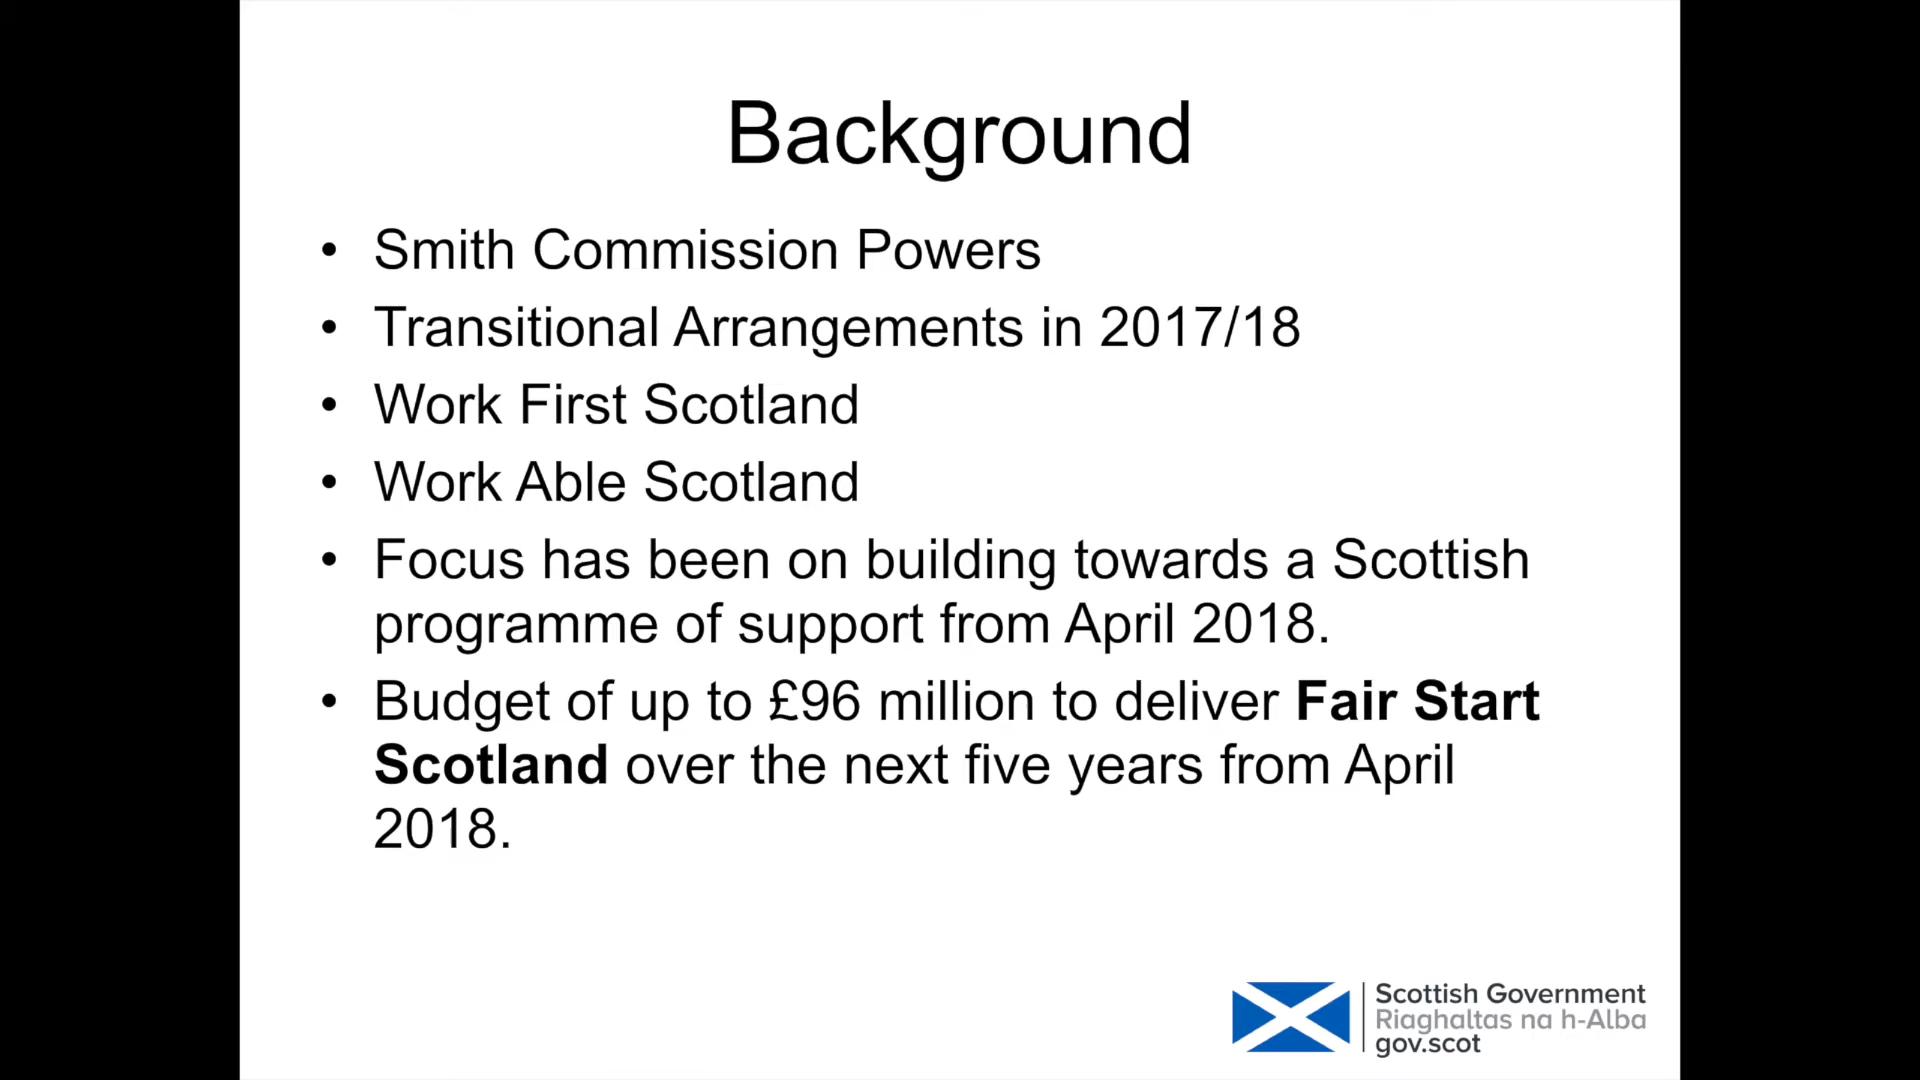 Background
• Smith Commission Powers
• Transitional Arrangements in 2017/18
• Work First Scotland
• Work Able Scotland
• Focus has been on building towards a Scottish
programme of support from April 2018.
• Budget of up to £96 million to deliver Fair Start
Scotland over the next five years from April
2018.
Scottish Government
Riaghaltas na h-Alba
gov.scot